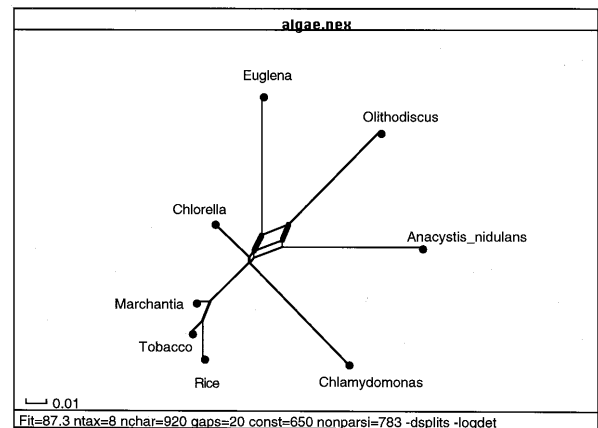 algae.nex
Euglena
Olithodiscus
Chlorella
Anacystis_nidulans
Marchantia
Tobacco
Rice
Chlamydomonas
0.01
Fit=87.3 ntax=8 nchar=920 gaps=20 const=650 nonparsi=783 -dsplits -logdet